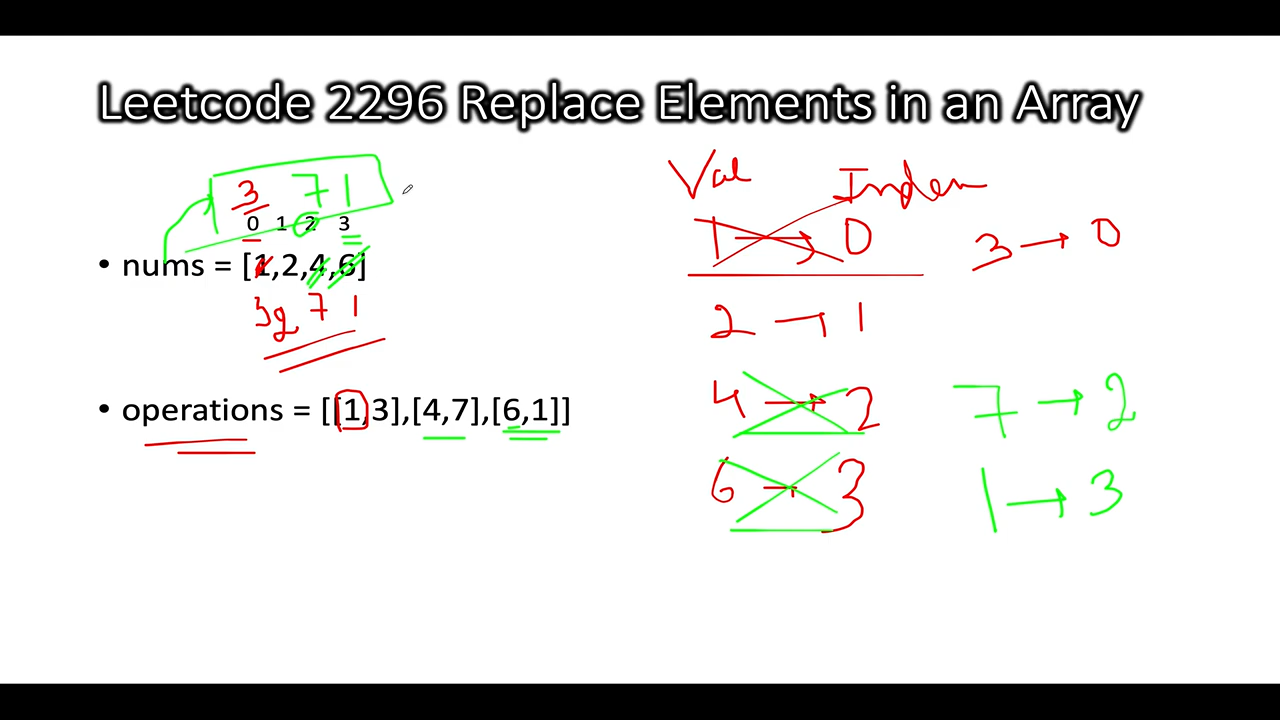 Leetcode 2296 Replace Elements in an Array
3 7 1
0 1 2 3
• nums = [1,2,4,6]
3 2 7 1
• operations = [[1,3],[4,7],[6,1]]
Val Index
1 → 0 3 → 0
2 → 1
4 → 2 7 → 2
6 → 3 1 → 3